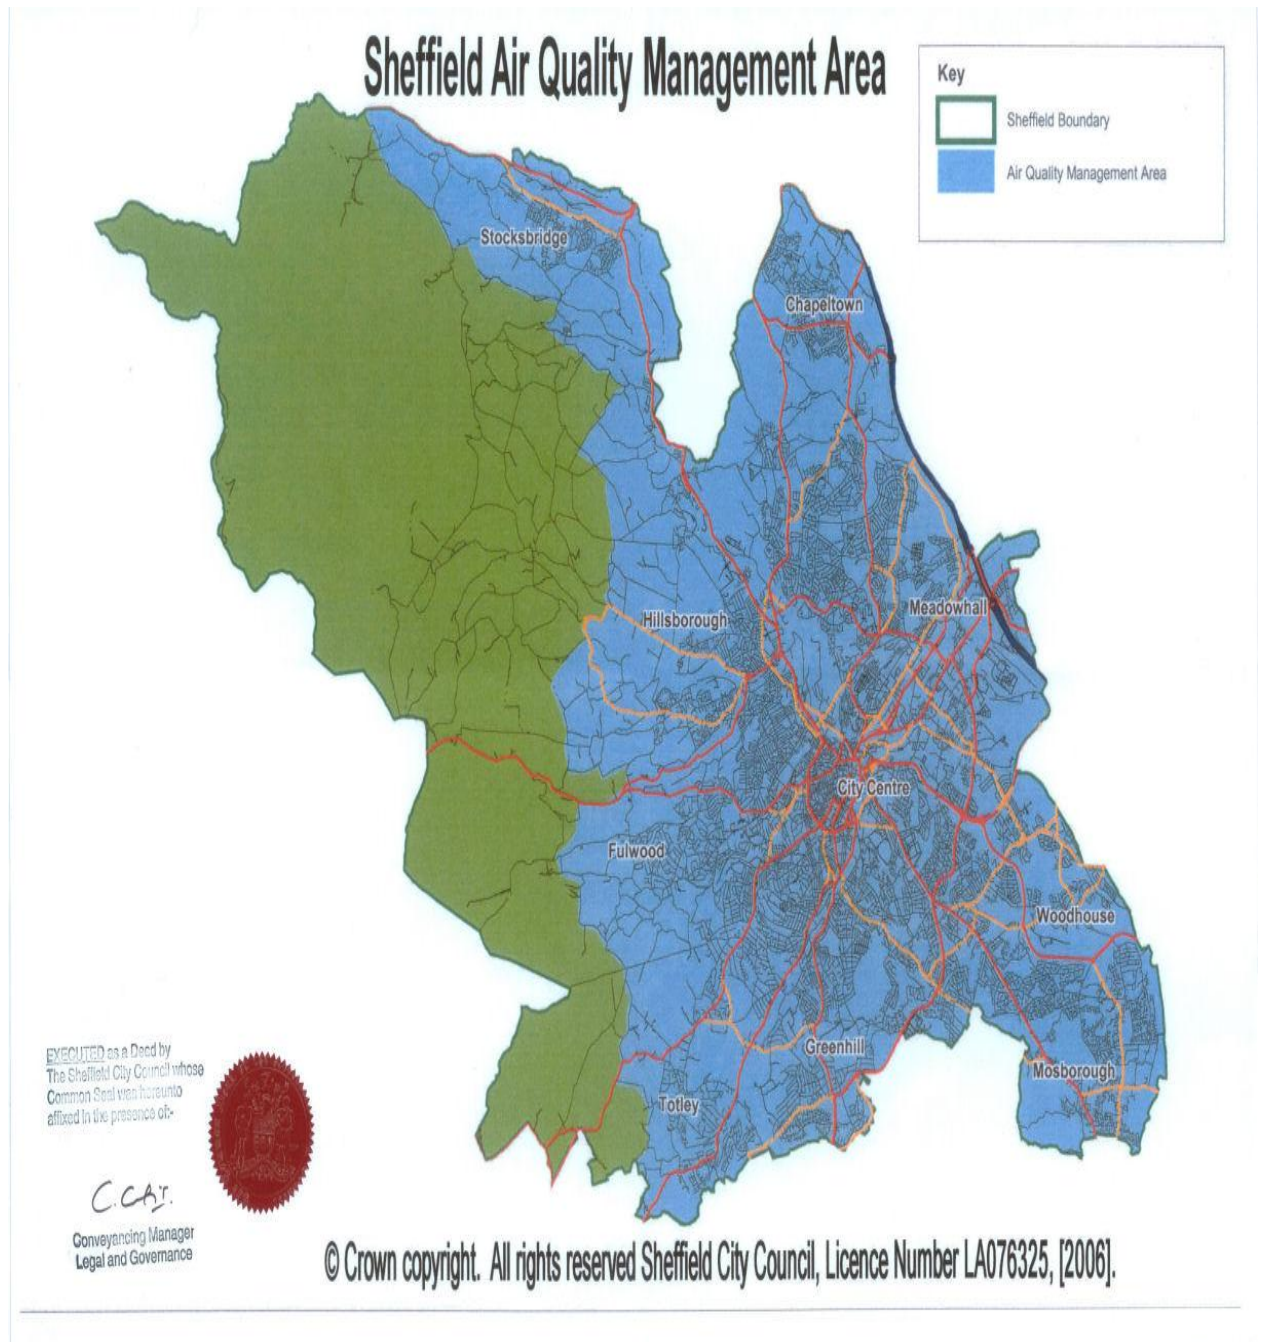 Sheffield Air Quality Management Area
Key
Sheffield Boundary
Air Quality Management Area
Stocksbridge
Chapeltown
Hillsborough
Meadowhall
City Centre
Fulwood
Woodhouse
Greenhill
Mosborough
Totley
EXECUTED as a Deed by
The Sheffield City Council whose
Common Seal was hereunto
affixed in the presence of:-
Conveyancing Manager
Legal and Governance
© Crown copyright. All rights reserved Sheffield City Council, Licence Number LA076325, [2006].